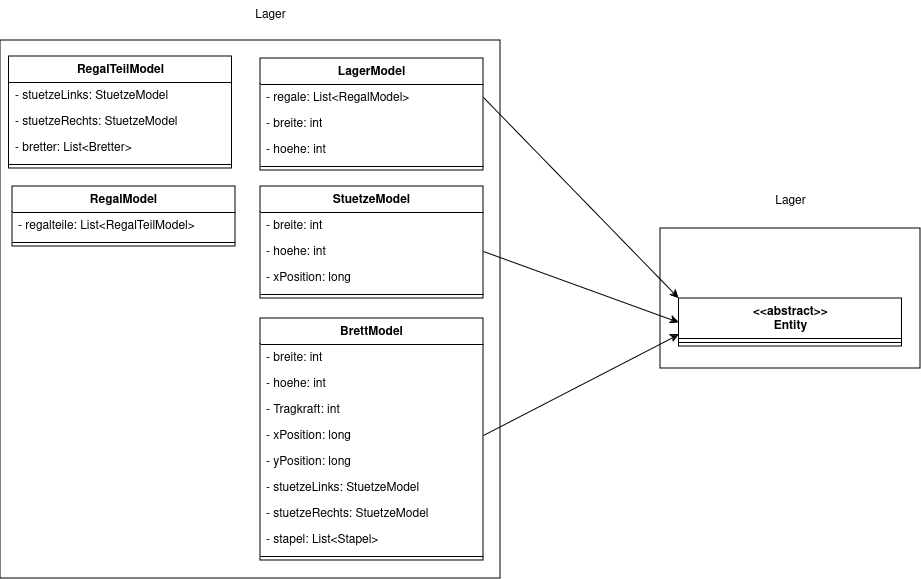 Lager
RegalTeilModel
- stuetzeLinks: StuetzeModel
- stuetzeRechts: StuetzeModel
- bretter: List<Bretter>
RegalModel
- regalteile: List<RegalTeilModel>
LagerModel
- regale: List<RegalModel>
- breite: int
- hoehe: int
StuetzeModel
- breite: int
- hoehe: int
- xPosition: long
BrettModel
- breite: int
- hoehe: int
- Tragkraft: int
- xPosition: long
- yPosition: long
- stuetzeLinks: StuetzeModel
- stuetzeRechts: StuetzeModel
- stapel: List<Stapel>
Lager
<<abstract>>
Entity